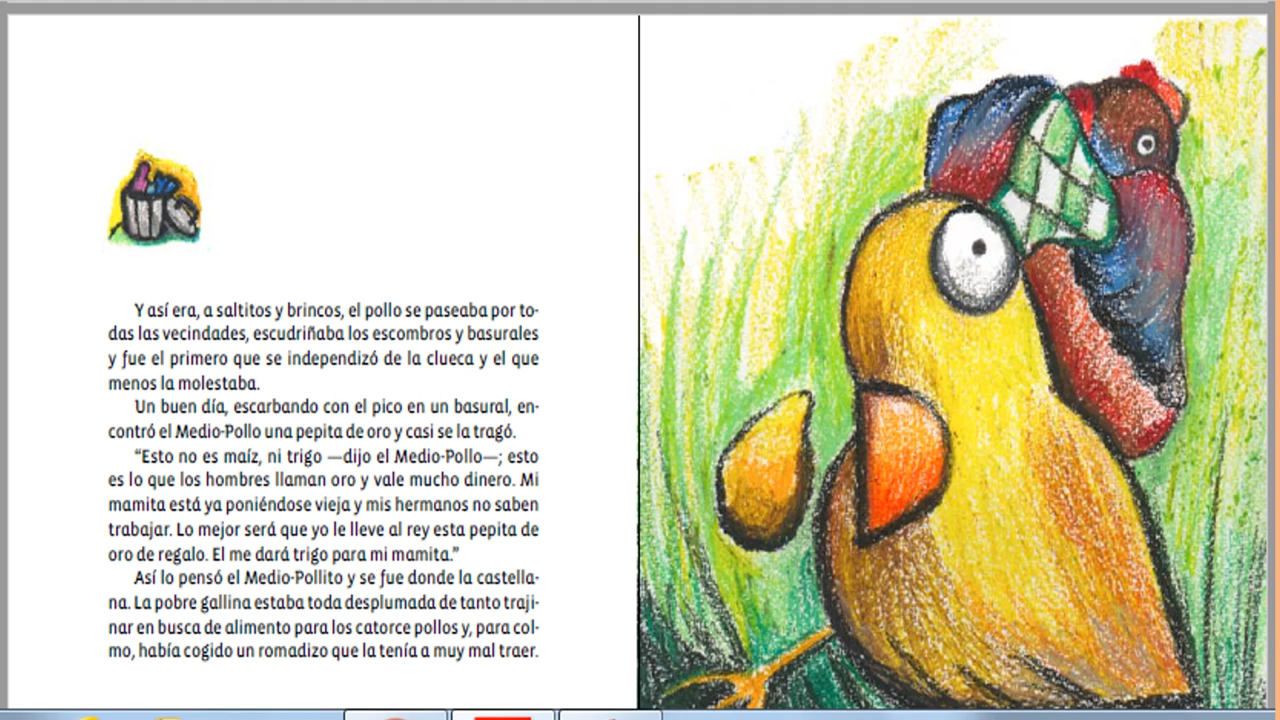 Y así era, a saltitos y brincos, el pollo se paseaba por to-
das las vecindades, escudriñaba los escombros y basurales
y fue el primero que se independizó de la clueca y el que
menos la molestaba.
Un buen día, escarbando con el pico en un basural, en-
contró el Medio-Pollo una pepita de oro y casi se la tragó.
“Esto no es maíz, ni trigo —dijo el Medio-Pollo—; esto
es lo que los hombres llaman oro y vale mucho dinero. Mi
mamita está ya poniéndose vieja y mis hermanos no saben
trabajar. Lo mejor será que yo le lleve al rey esta pepita de
oro de regalo. El me dará trigo para mi mamita.”
Así lo pensó el Medio-Pollito y se fue donde la castella-
na. La pobre gallina estaba toda desplumada de tanto traji-
nar en busca de alimento para los catorce pollos y, para col-
mo, había cogido un romadizo que la tenía a muy mal traer.